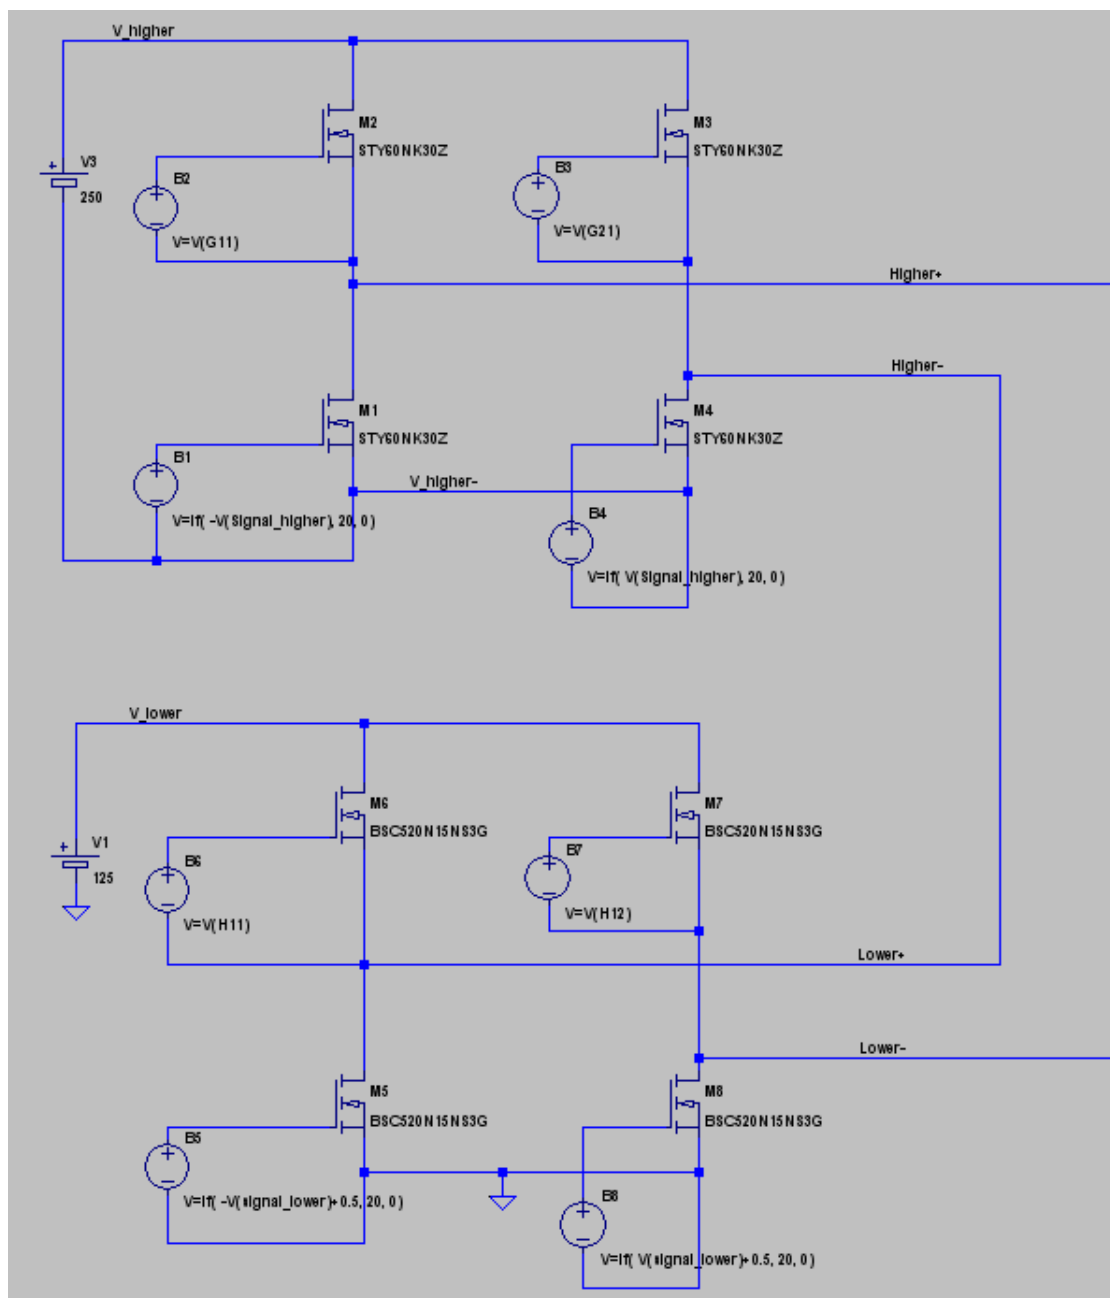 V_higher
M2
STY60NK30Z
M3
STY60NK30Z
V3
250
B2
V=V(G11)
B3
V=V(G21)
Higher+
Higher-
M1
STY60NK30Z
M4
STY60NK30Z
B1
V=if( -V(Signal_higher), 20, 0)
V_higher-
B4
V=if( V(Signal_higher), 20, 0)
V_lower
M6
BSC520N15NS3G
M7
BSC520N15NS3G
V1
125
B6
V=V(H11)
B7
V=V(H12)
Lower+
Lower-
M5
BSC520N15NS3G
M8
BSC520N15NS3G
B5
V=if( -V(signal_lower)+0.5, 20, 0)
B8
V=if( V(signal_lower)+0.5, 20, 0)